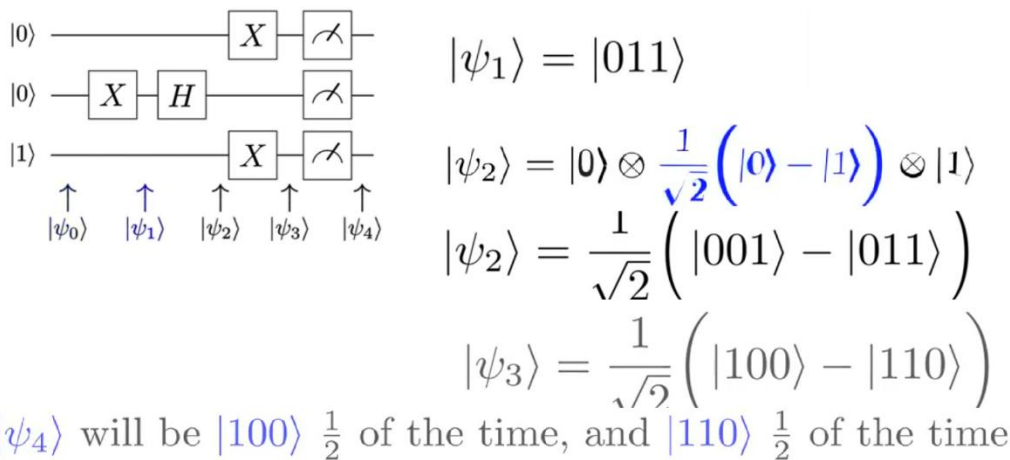 |0⟩ X
|0⟩ X H
|1⟩ X
|ψ₀⟩ |ψ₁⟩ |ψ₂⟩ |ψ₃⟩ |ψ₄⟩
|ψ₁⟩ = |011⟩
|ψ₂⟩ = |0⟩ ⊗ 1/√2 (|0⟩ − |1⟩) ⊗ |1⟩
|ψ₂⟩ = 1/√2 (|001⟩ − |011⟩)
|ψ₃⟩ = 1/√2 (|100⟩ − |110⟩)
ψ₄⟩ will be |100⟩ 1/2 of the time, and |110⟩ 1/2 of the time